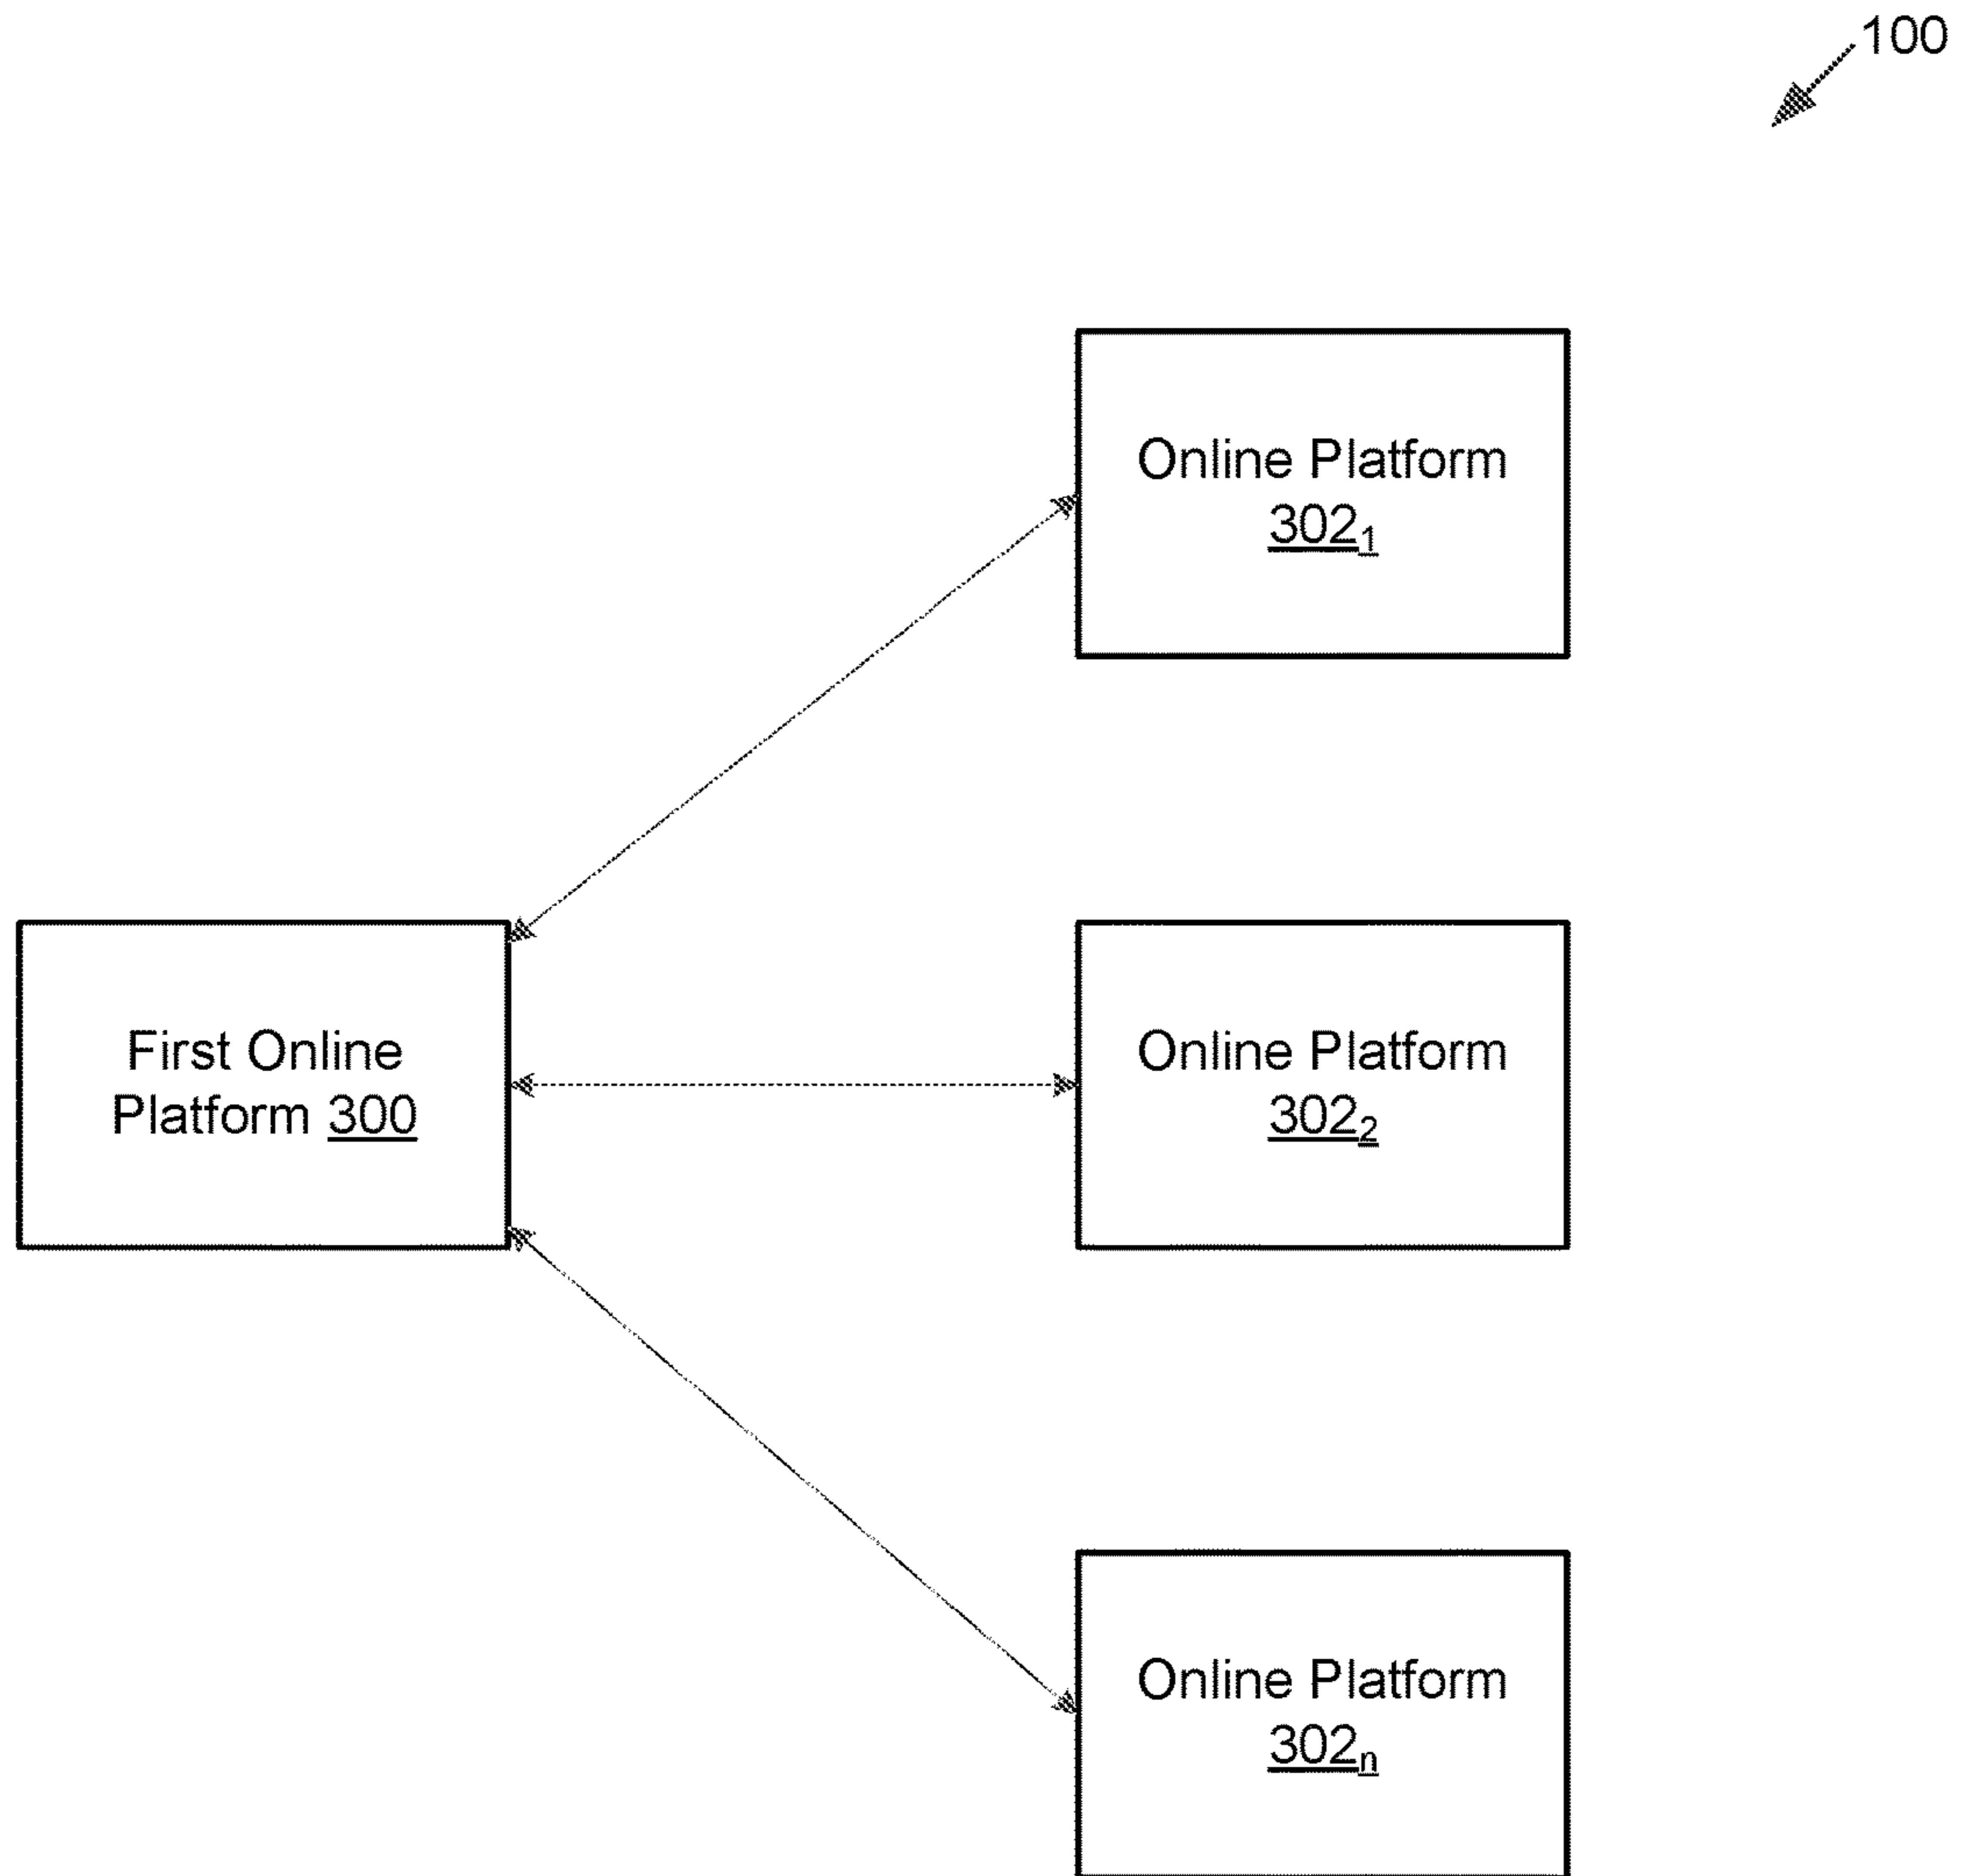 100
Online Platform
302₁
First Online
Platform 300
Online Platform
302₂
Online Platform
302ₙ